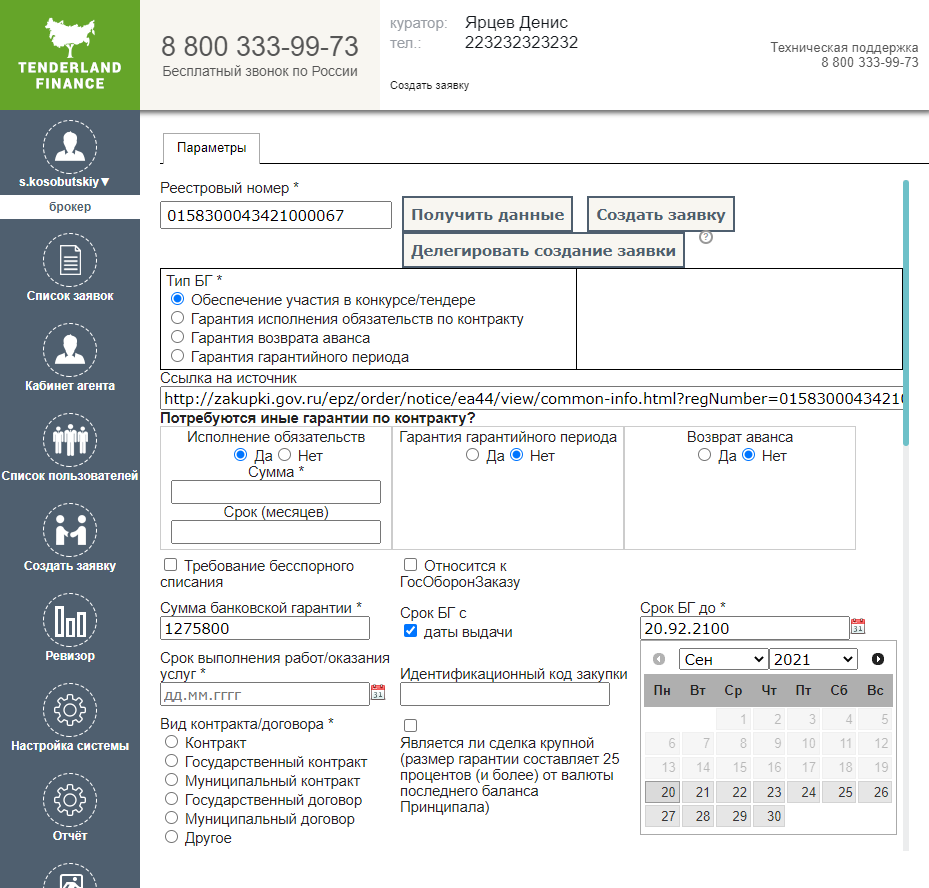 TENDERLAND
FINANCE
8 800 333-99-73
Бесплатный звонок по России
куратор: Ярцев Денис
тел.: 223232323232
Создать заявку
Техническая поддержка
8 800 333-99-73
s.kosobutskiy▼
брокер
Список заявок
Кабинет агента
Список пользователей
Создать заявку
Ревизор
Настройка системы
Отчёт
Параметры
Реестровый номер *
0158300043421000067
Получить данные
Создать заявку
Делегировать создание заявки
?
Тип БГ *
Обеспечение участия в конкурсе/тендере
Гарантия исполнения обязательств по контракту
Гарантия возврата аванса
Гарантия гарантийного периода
Ссылка на источник
http://zakupki.gov.ru/epz/order/notice/ea44/view/common-info.html?regNumber=01583000434210
Потребуются иные гарантии по контракту?
Исполнение обязательств
Да Нет
Сумма *
Срок (месяцев)
Гарантия гарантийного периода
Да Нет
Возврат аванса
Да Нет
Требование бесспорного
списания
Относится к
ГосОборонЗаказу
Сумма банковской гарантии *
1275800
Срок БГ с
даты выдачи
Срок БГ до *
20.92.2100
31
Срок выполнения работ/оказания
услуг *
дд.мм.гггг
31
Идентификационный код закупки
Вид контракта/договора *
Контракт
Государственный контракт
Муниципальный контракт
Государственный договор
Муниципальный договор
Другое
Является ли сделка крупной
(размер гарантии составляет 25
процентов (и более) от валюты
последнего баланса
Принципала)
Сен 2021
Пн Вт Ср Чт Пт Сб Вс
1 2 3 4 5
6 7 8 9 10 11 12
13 14 15 16 17 18 19
20 21 22 23 24 25 26
27 28 29 30